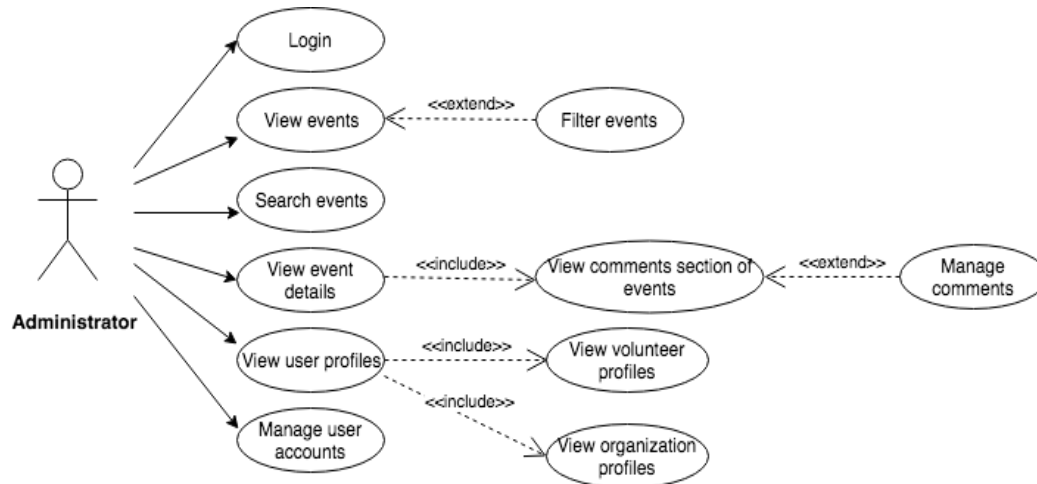 Login
View events
<<extend>>
Filter events
Search events
View event
details
<<include>>
View comments section of
events
<<extend>>
Manage
comments
Administrator
View user profiles
<<include>>
View volunteer
profiles
<<include>>
Manage user
accounts
View organization
profiles